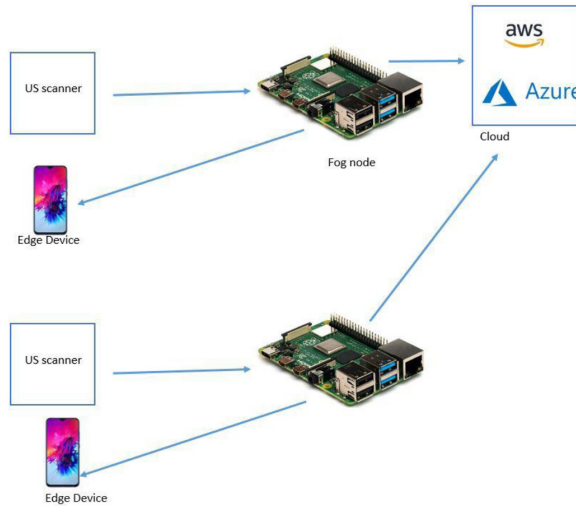 aws
US scanner
Azure
Cloud
Fog node
Edge Device
US scanner
Edge Device